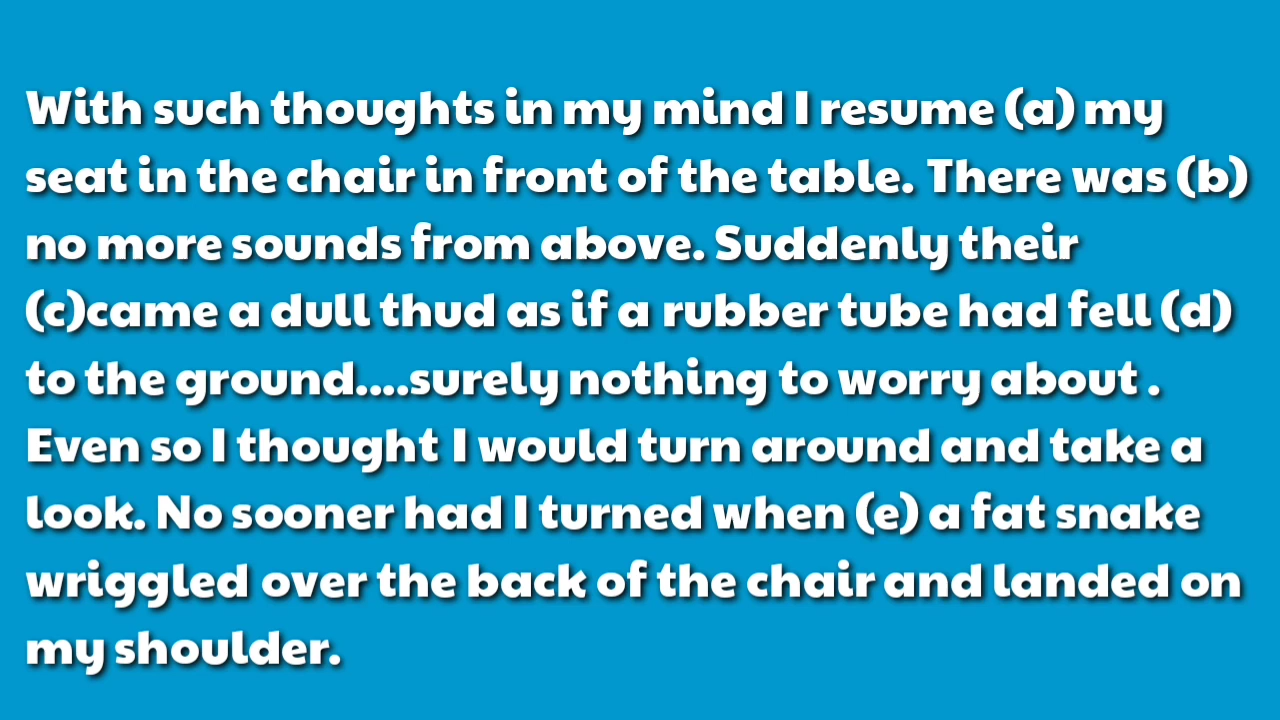 With such thoughts in my mind I resume (a) my
seat in the chair in front of the table. There was (b)
no more sounds from above. Suddenly their
(c)came a dull thud as if a rubber tube had fell (d)
to the ground....surely nothing to worry about .
Even so I thought I would turn around and take a
look. No sooner had I turned when (e) a fat snake
wriggled over the back of the chair and landed on
my shoulder.